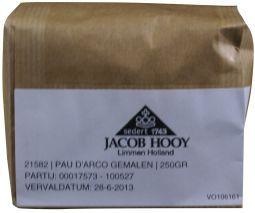 sedert 1743
JACOB HOOY
Limmen Holland
21582 | PAU D'ARCO GEMALEN | 250GR
PARTIJ: 00017573 - 100527
VERVALDATUM: 28-6-2013
VO106161